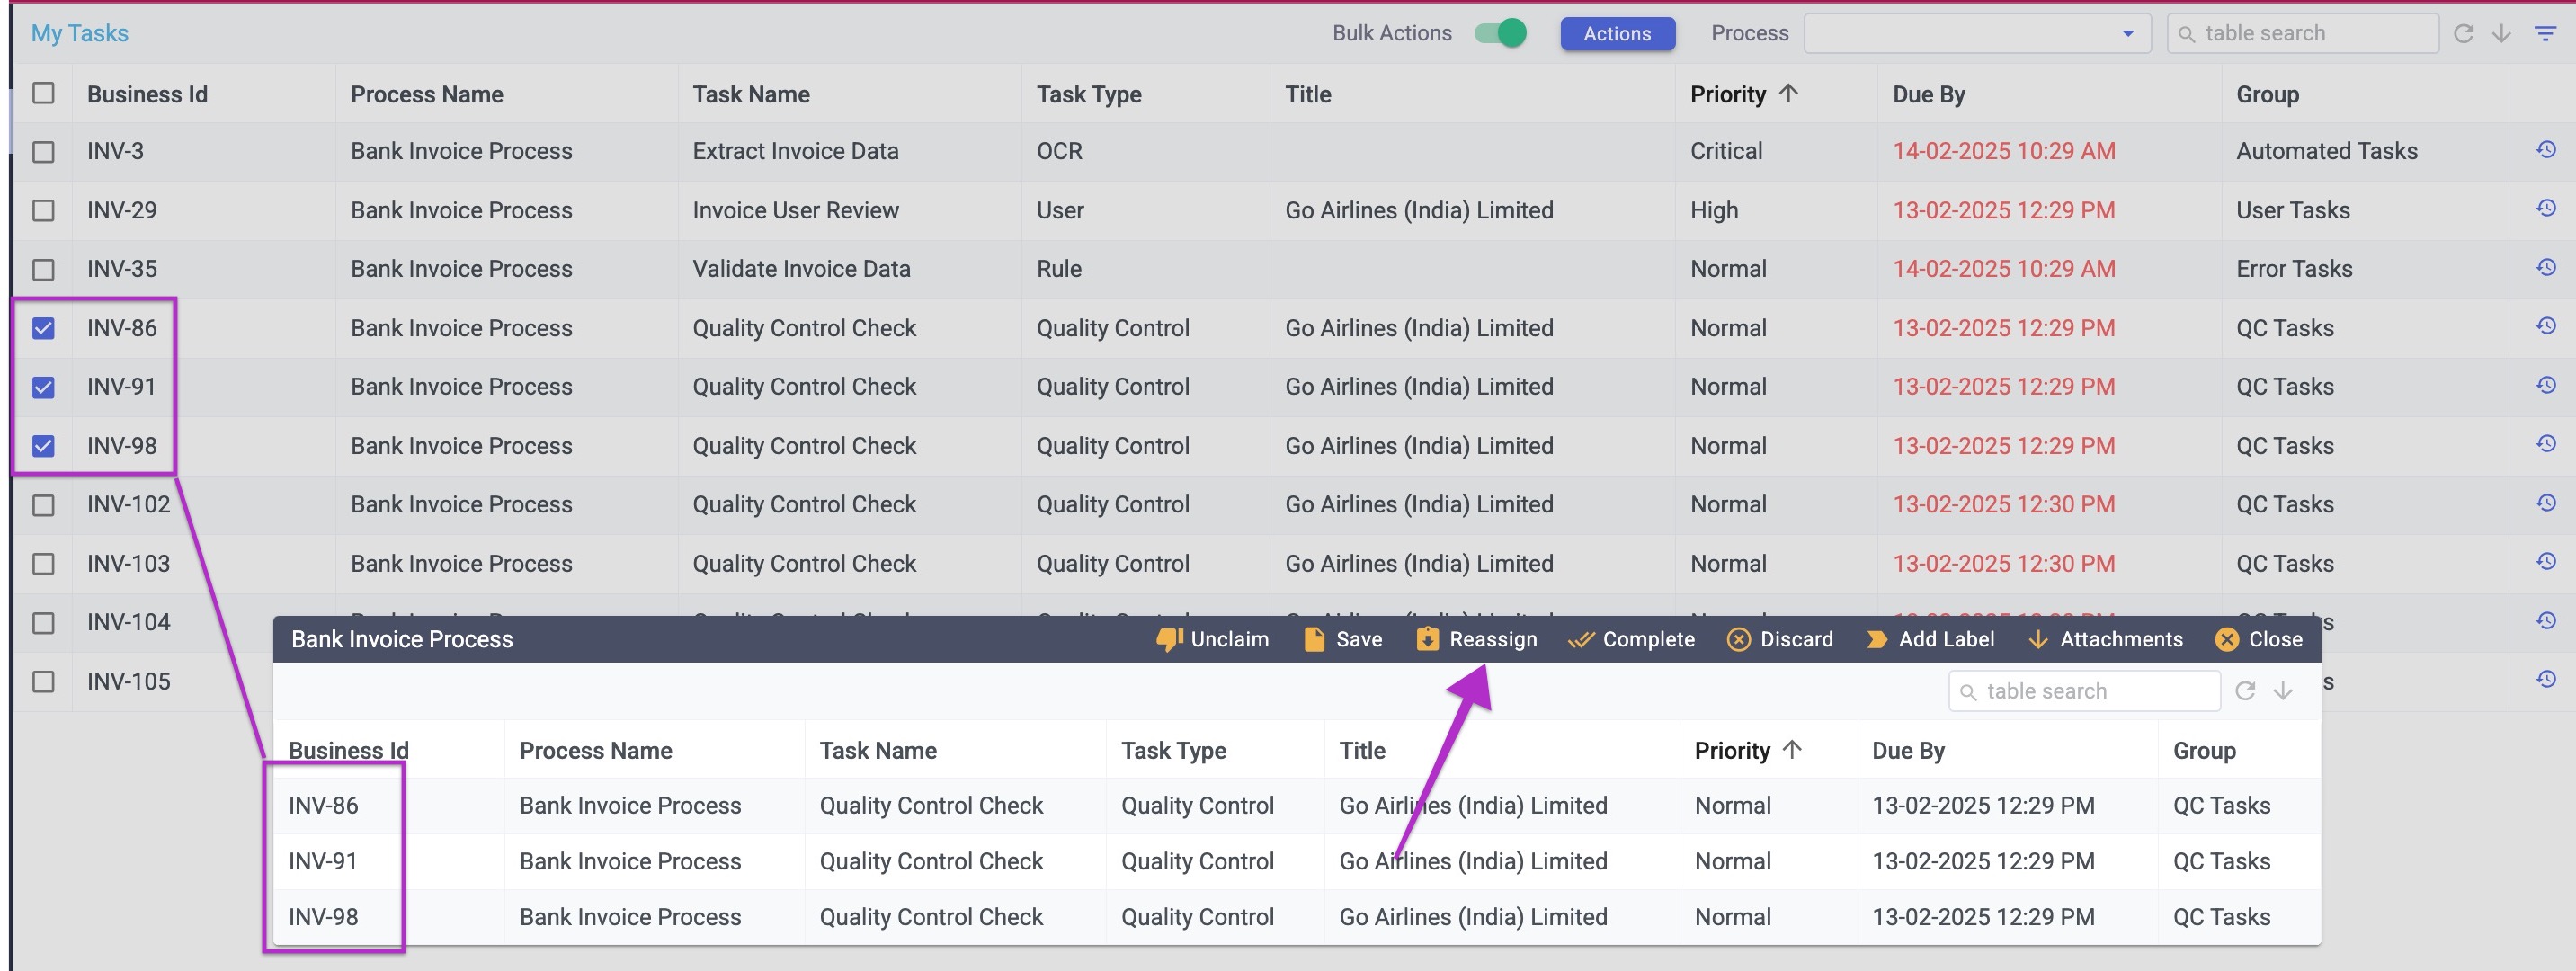 My Tasks Bulk Actions Actions Process table search
Business Id Process Name Task Name Task Type Title Priority Due By Group
INV-3 Bank Invoice Process Extract Invoice Data OCR Critical 14-02-2025 10:29 AM Automated Tasks
INV-29 Bank Invoice Process Invoice User Review User Go Airlines (India) Limited High 13-02-2025 12:29 PM User Tasks
INV-35 Bank Invoice Process Validate Invoice Data Rule Normal 14-02-2025 10:29 AM Error Tasks
INV-86 Bank Invoice Process Quality Control Check Quality Control Go Airlines (India) Limited Normal 13-02-2025 12:29 PM QC Tasks
INV-91 Bank Invoice Process Quality Control Check Quality Control Go Airlines (India) Limited Normal 13-02-2025 12:29 PM QC Tasks
INV-98 Bank Invoice Process Quality Control Check Quality Control Go Airlines (India) Limited Normal 13-02-2025 12:29 PM QC Tasks
INV-102 Bank Invoice Process Quality Control Check Quality Control Go Airlines (India) Limited Normal 13-02-2025 12:30 PM QC Tasks
INV-103 Bank Invoice Process Quality Control Check Quality Control Go Airlines (India) Limited Normal 13-02-2025 12:30 PM QC Tasks
INV-104
INV-105
Bank Invoice Process Unclaim Save Reassign Complete Discard Add Label Attachments Close
table search
Business Id Process Name Task Name Task Type Title Priority Due By Group
INV-86 Bank Invoice Process Quality Control Check Quality Control Go Airlines (India) Limited Normal 13-02-2025 12:29 PM QC Tasks
INV-91 Bank Invoice Process Quality Control Check Quality Control Go Airlines (India) Limited Normal 13-02-2025 12:29 PM QC Tasks
INV-98 Bank Invoice Process Quality Control Check Quality Control Go Airlines (India) Limited Normal 13-02-2025 12:29 PM QC Tasks